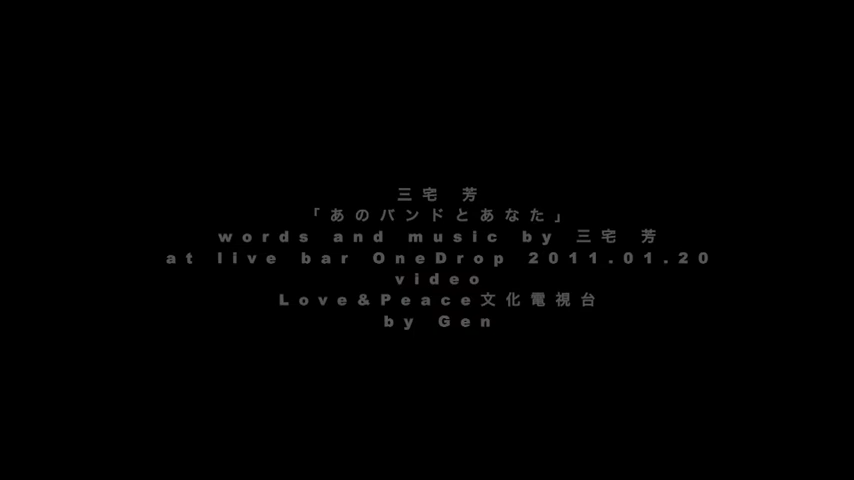 三宅 芳
「あのバンドとあなた」
words and music by 三宅 芳
at live bar OneDrop 2011.01.20
video
Love&Peace文化電視台
by Gen